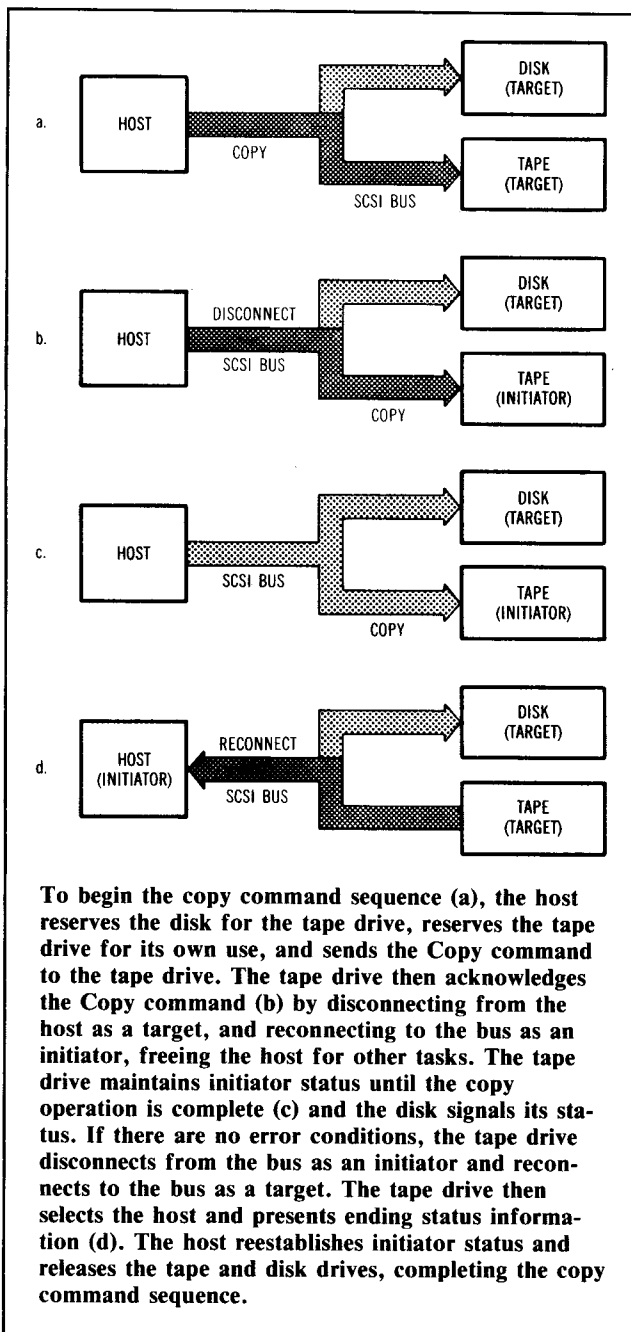 DISK
(TARGET)
a.
HOST
COPY
TAPE
(TARGET)
SCSI BUS
DISK
(TARGET)
DISCONNECT
b.
HOST
SCSI BUS
TAPE
(INITIATOR)
COPY
DISK
(TARGET)
c.
HOST
SCSI BUS
TAPE
(INITIATOR)
COPY
DISK
(TARGET)
RECONNECT
d.
HOST
(INITIATOR)
SCSI BUS
TAPE
(TARGET)
To begin the copy command sequence (a), the host
reserves the disk for the tape drive, reserves the tape
drive for its own use, and sends the Copy command
to the tape drive. The tape drive then acknowledges
the Copy command (b) by disconnecting from the
host as a target, and reconnecting to the bus as an
initiator, freeing the host for other tasks. The tape
drive maintains initiator status until the copy
operation is complete (c) and the disk signals its sta-
tus. If there are no error conditions, the tape drive
disconnects from the bus as an initiator and recon-
nects to the bus as a target. The tape drive then
selects the host and presents ending status informa-
tion (d). The host reestablishes initiator status and
releases the tape and disk drives, completing the copy
command sequence.